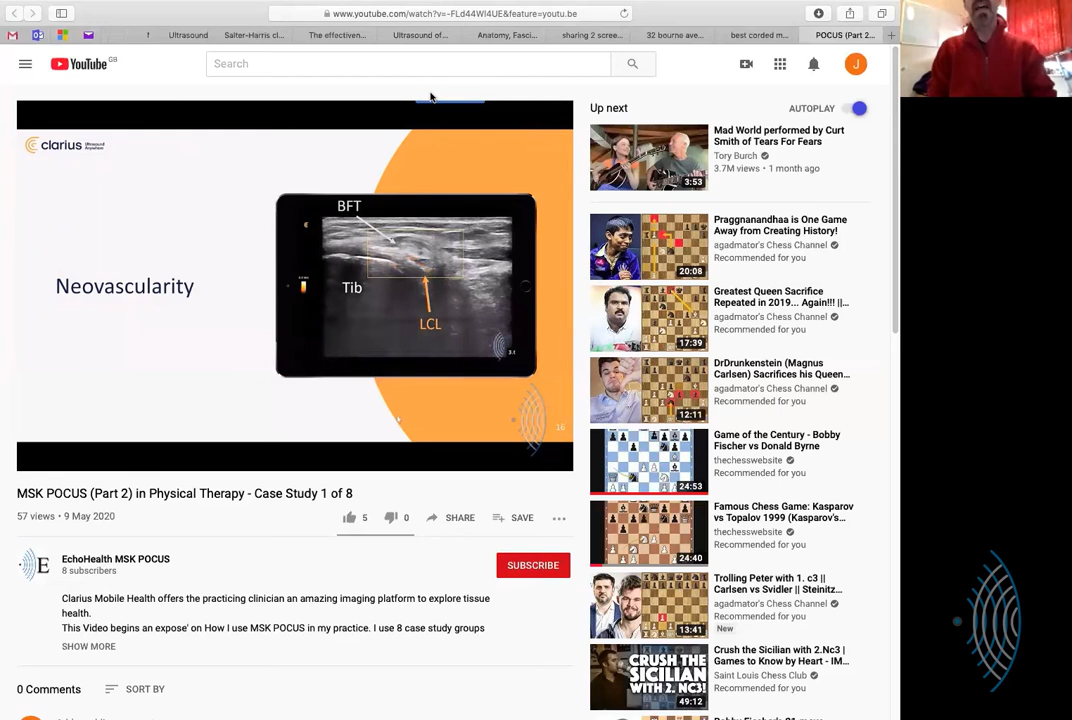 www.youtube.com/watch?v=-FLd44WI4UE&feature=youtu.be
Ultrasound
Salter-Harris cl...
The effectiven...
Ultrasound of...
Anatomy, Fasci...
sharing 2 scree...
32 bourne ave...
best corded m...
POCUS (Part 2...
YouTube GB
Search
J
clarius Ultrasound Anywhere
Neovascularity
BFT
Tib
LCL
16
MSK POCUS (Part 2) in Physical Therapy - Case Study 1 of 8
57 views • 9 May 2020
5
0
SHARE
SAVE
E
EchoHealth MSK POCUS
8 subscribers
SUBSCRIBE
Clarius Mobile Health offers the practicing clinician an amazing imaging platform to explore tissue
health.
This Video begins an expose' on How I use MSK POCUS in my practice. I use 8 case study groups
SHOW MORE
0 Comments
SORT BY
Up next
AUTOPLAY
3:53
Mad World performed by Curt
Smith of Tears For Fears
Tory Burch
3.7M views • 1 month ago
20:08
Praggnanandhaa is One Game
Away from Creating History!
agadmator's Chess Channel
Recommended for you
17:39
Greatest Queen Sacrifice
Repeated in 2019... Again!!! ||...
agadmator's Chess Channel
Recommended for you
12:11
DrDrunkenstein (Magnus
Carlsen) Sacrifices his Queen...
agadmator's Chess Channel
Recommended for you
24:53
Game of the Century - Bobby
Fischer vs Donald Byrne
thechesswebsite
Recommended for you
24:40
Famous Chess Game: Kasparov
vs Topalov 1999 (Kasparov's...
thechesswebsite
Recommended for you
13:41
Trolling Peter with 1. c3 ||
Carlsen vs Svidler || Steinitz...
agadmator's Chess Channel
Recommended for you
New
CRUSH THE
SICILIAN
WITH 2. NC3!
49:12
Crush the Sicilian with 2.Nc3 |
Games to Know by Heart - IM...
Saint Louis Chess Club
Recommended for you